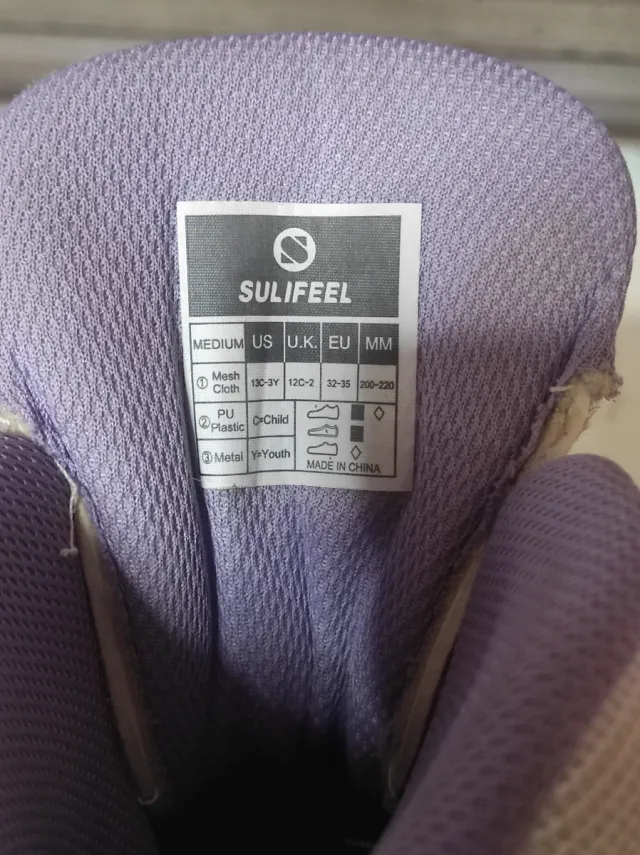 SULIFEEL
MEDIUM US U.K. EU MM
① Mesh Cloth 13C-3Y 12C-2 32-35 200-220
② PU Plastic C=Child
③ Metal Y=Youth
MADE IN CHINA